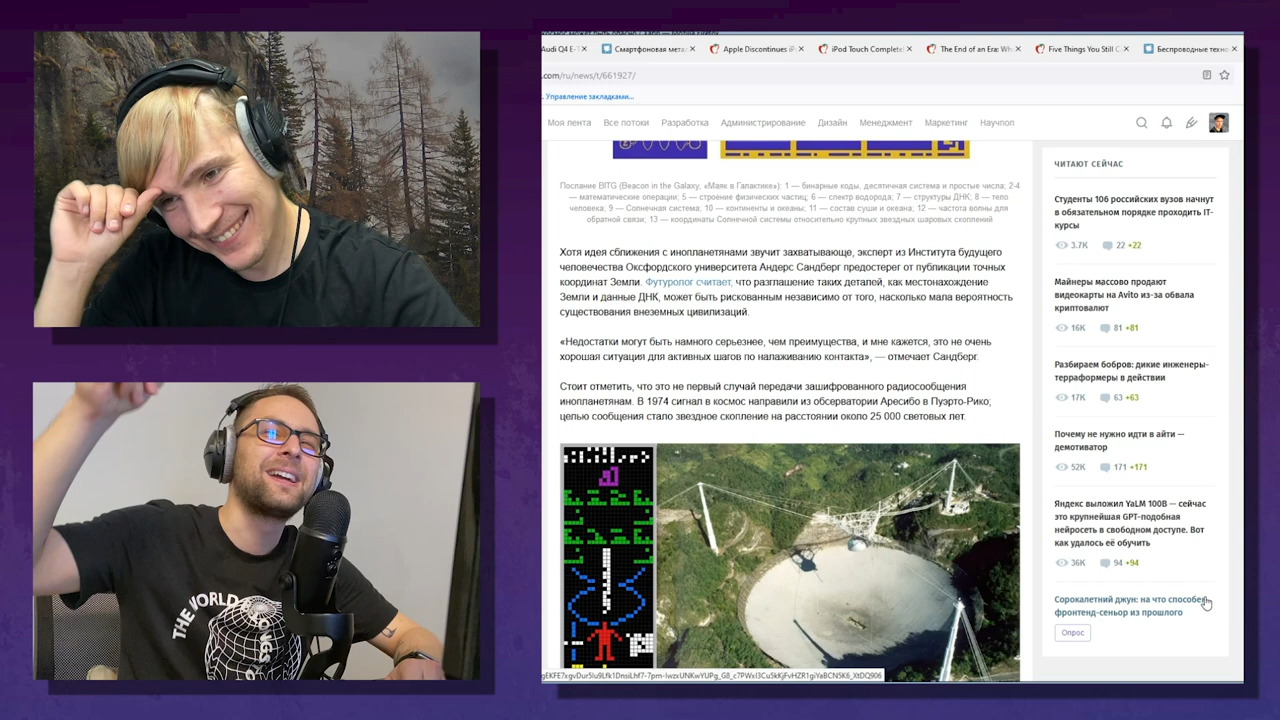 Audi Q4 E-T
Смартфоновая мета
Apple Discontinues iP
iPod Touch Complete
The End of an Era: Wh
Five Things You Still C
Беспроводные техно
.com/ru/news/t/661927/
Управление закладками...
Моя лента
Все потоки
Разработка
Администрирование
Дизайн
Менеджмент
Маркетинг
Научпоп
Послание BITG (Beacon in the Galaxy, «Маяк в Галактике»): 1 — бинарные коды, десятичная система и простые числа; 2-4
— математические операции; 5 — строение физических частиц; 6 — спектр водорода; 7 — структуры ДНК; 8 — тело
человека; 9 — Солнечная система; 10 — континенты и океаны; 11 — состав суши и океана; 12 — частота волны для
обратной связи; 13 — координаты Солнечной системы относительно крупных звездных шаровых скоплений
Хотя идея сближения с инопланетянами звучит захватывающе, эксперт из Института будущего
человечества Оксфордского университета Андерс Сандберг предостерег от публикации точных
координат Земли. Футуролог считает, что разглашение таких деталей, как местонахождение
Земли и данные ДНК, может быть рискованным независимо от того, насколько мала вероятность
существования внеземных цивилизаций.
«Недостатки могут быть намного серьезнее, чем преимущества, и мне кажется, это не очень
хорошая ситуация для активных шагов по налаживанию контакта», — отмечает Сандберг.
Стоит отметить, что это не первый случай передачи зашифрованного радиосообщения
инопланетянам. В 1974 сигнал в космос направили из обсерватории Аресибо в Пуэрто-Рико;
целью сообщения стало звездное скопление на расстоянии около 25 000 световых лет.
ЧИТАЮТ СЕЙЧАС
Студенты 106 российских вузов начнут
в обязательном порядке проходить IT-
курсы
3.7K 22 +22
Майнеры массово продают
видеокарты на Avito из-за обвала
криптовалют
16K 81 +81
Разбираем бобров: дикие инженеры-
терраформеры в действии
17K 63 +63
Почему не нужно идти в айти —
демотиватор
52K 171 +171
Яндекс выложил YaLM 100B — сейчас
это крупнейшая GPT-подобная
нейросеть в свободном доступе. Вот
как удалось её обучить
36K 94 +94
Сорокалетний джун: на что способен
фронтенд-сеньор из прошлого
Опрос
THE WORLD